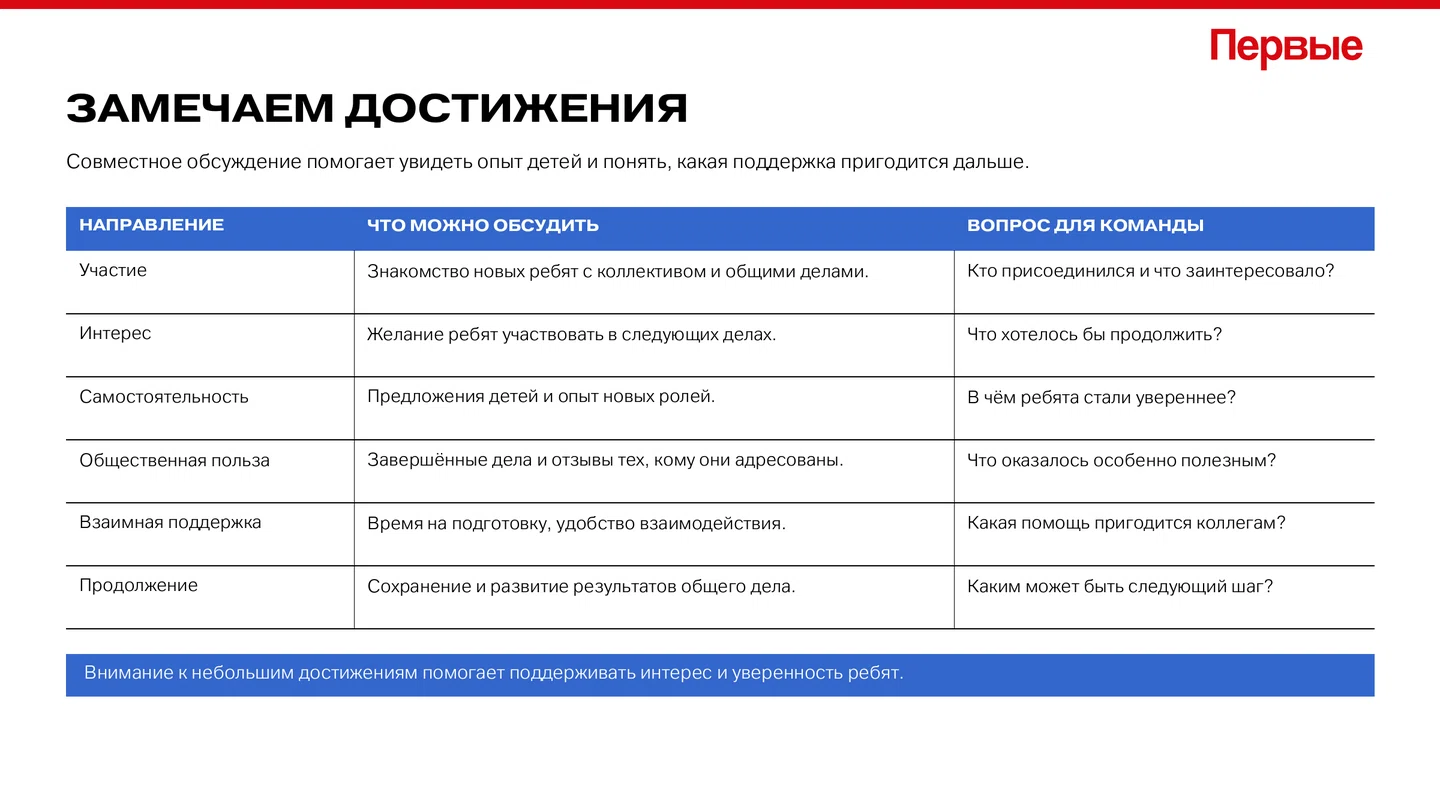 Первые
ЗАМЕЧАЕМ ДОСТИЖЕНИЯ
Совместное обсуждение помогает увидеть опыт детей и понять, какая поддержка пригодится дальше.
НАПРАВЛЕНИЕ ЧТО МОЖНО ОБСУДИТЬ ВОПРОС ДЛЯ КОМАНДЫ
Участие Знакомство новых ребят с коллективом и общими делами. Кто присоединился и что заинтересовало?
Интерес Желание ребят участвовать в следующих делах. Что хотелось бы продолжить?
Самостоятельность Предложения детей и опыт новых ролей. В чём ребята стали увереннее?
Общественная польза Завершённые дела и отзывы тех, кому они адресованы. Что оказалось особенно полезным?
Взаимная поддержка Время на подготовку, удобство взаимодействия. Какая помощь пригодится коллегам?
Продолжение Сохранение и развитие результатов общего дела. Каким может быть следующий шаг?
Внимание к небольшим достижениям помогает поддерживать интерес и уверенность ребят.